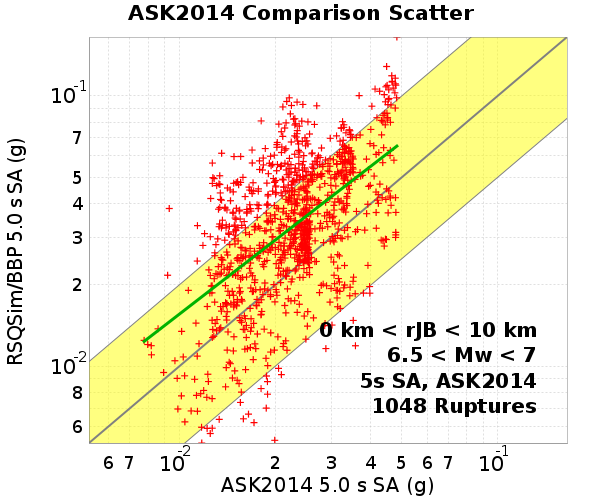 ASK2014 Comparison Scatter
RSQSim/BBP 5.0 s SA (g)
10-1
7
5
4
3
2
10-2
8
6
0 km < rJB < 10 km
6.5 < Mw < 7
5s SA, ASK2014
1048 Ruptures
6 7 10-2 2 3 4 5 6 7 10-1
ASK2014 5.0 s SA (g)